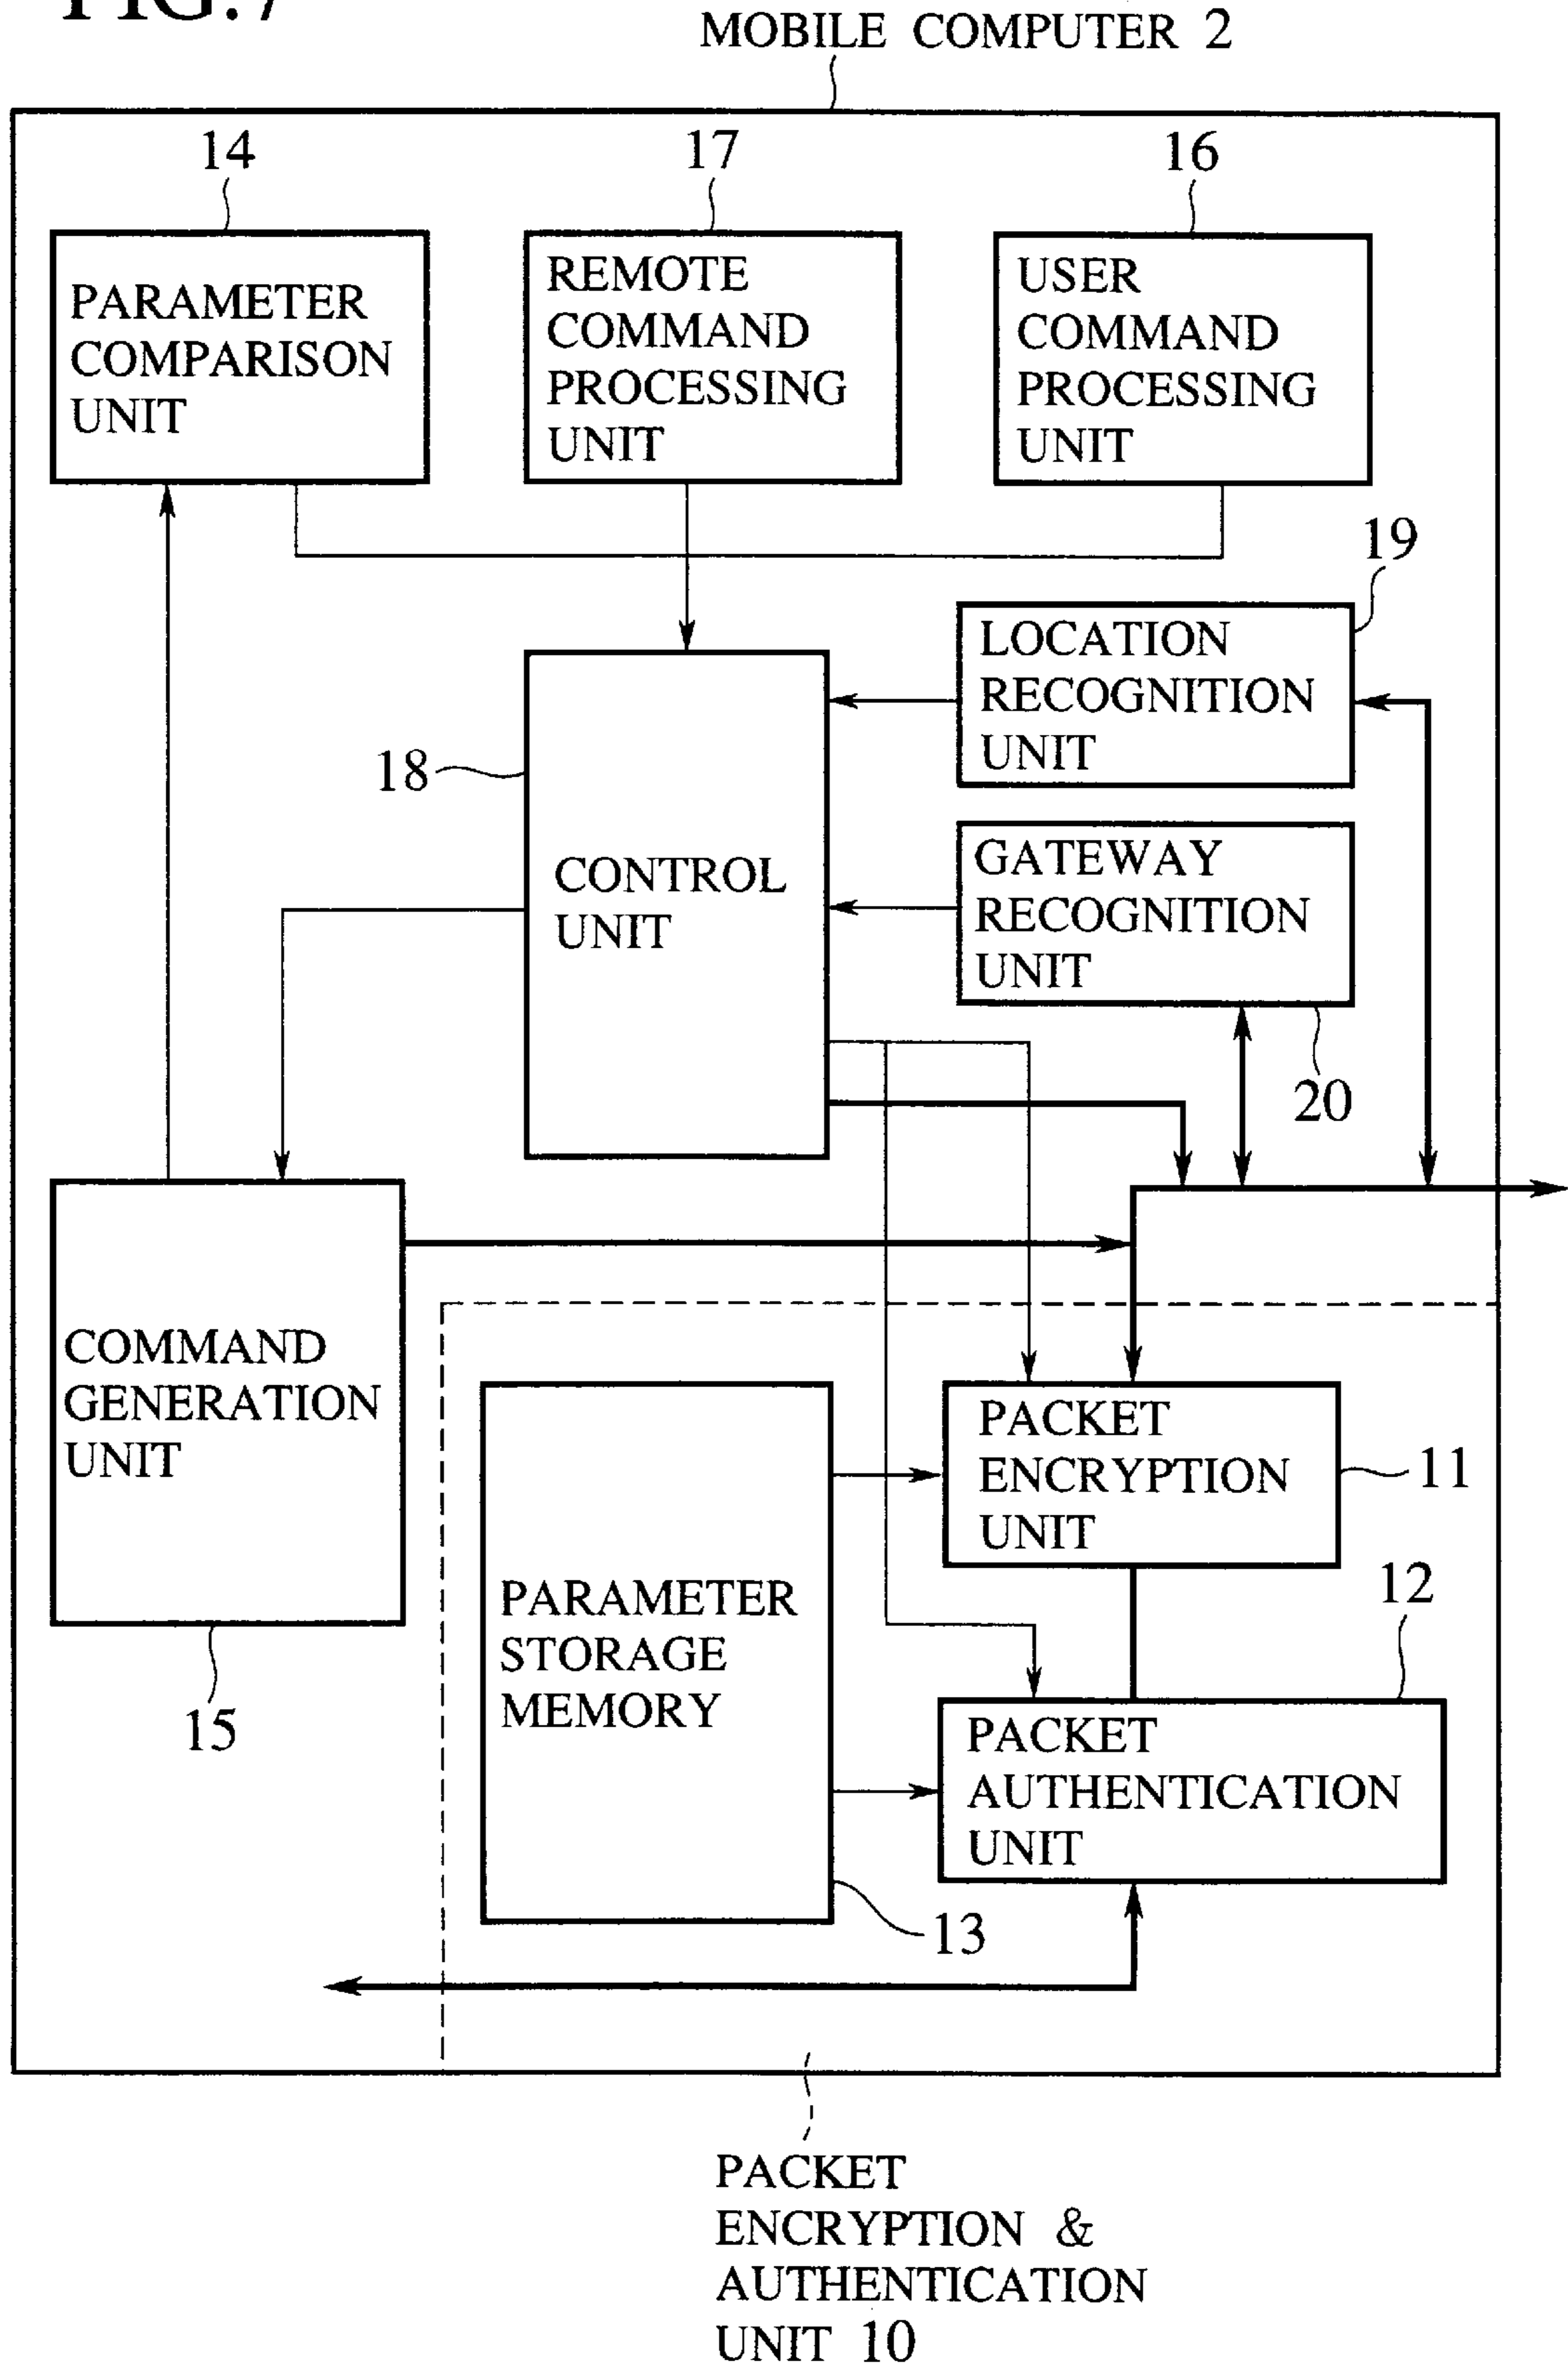 FIG. 7
MOBILE COMPUTER 2
14
17
16
PARAMETER
COMPARISON
UNIT
REMOTE
COMMAND
PROCESSING
UNIT
USER
COMMAND
PROCESSING
UNIT
19
LOCATION
RECOGNITION
UNIT
18
CONTROL
UNIT
GATEWAY
RECOGNITION
UNIT
20
COMMAND
GENERATION
UNIT
15
PARAMETER
STORAGE
MEMORY
13
PACKET
ENCRYPTION
UNIT
11
12
PACKET
AUTHENTICATION
UNIT
PACKET
ENCRYPTION &
AUTHENTICATION
UNIT 10